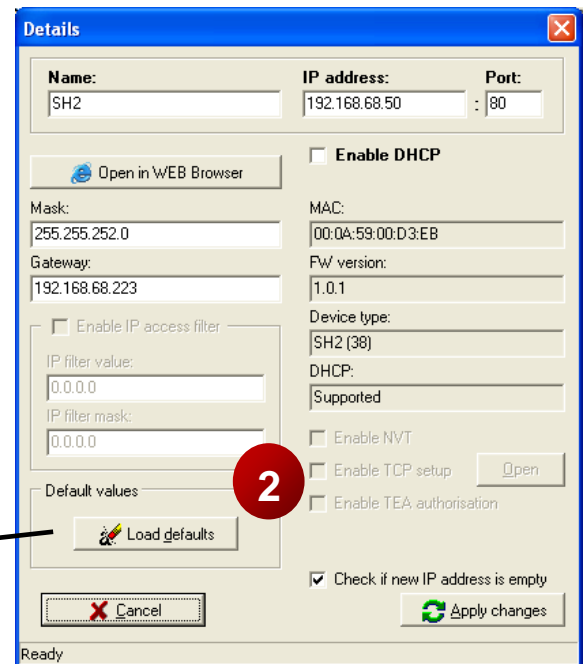 Details
Name: IP address: Port:
SH2 192.168.68.50 : 80
Open in WEB Browser
Enable DHCP
Mask: MAC:
255.255.252.0 00:0A:59:00:D3:EB
Gateway: FW version:
192.168.68.223 1.0.1
Enable IP access filter
Device type:
SH2 (38)
IP filter value:
0.0.0.0
DHCP:
Supported
IP filter mask:
0.0.0.0
Enable NVT
Enable TCP setup Open
Enable TEA authorisation
2
Default values
Load defaults
Check if new IP address is empty
Cancel Apply changes
Ready